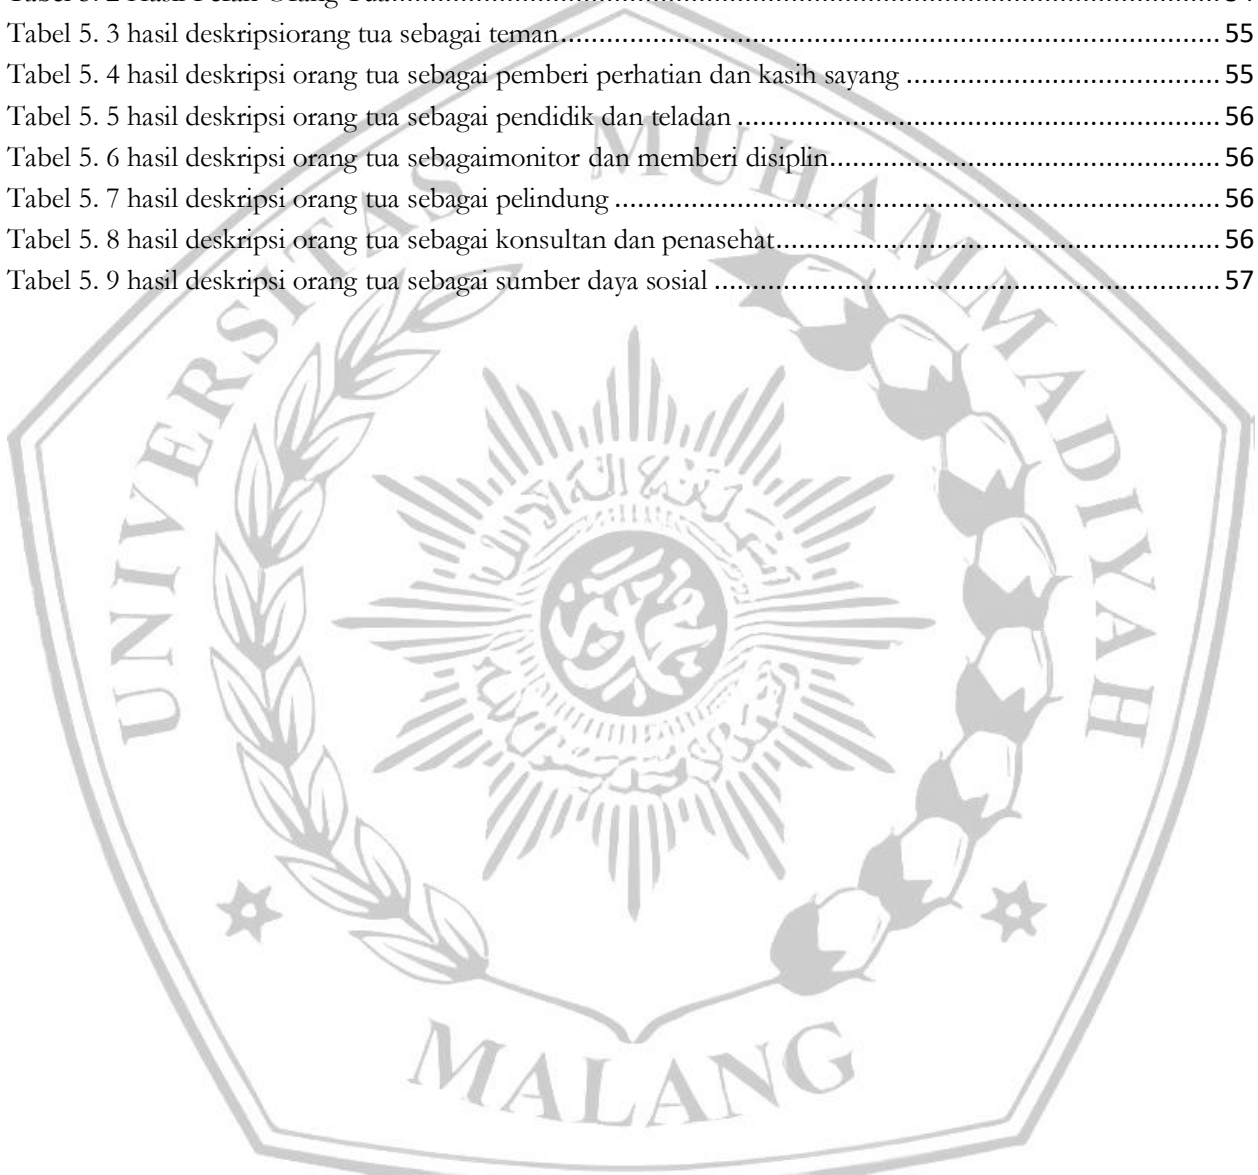 Tabel 5. 3 hasil deskripsiorang tua sebagai teman........ 55
Tabel 5. 4 hasil deskripsi orang tua sebagai pemberi perhatian dan kasih sayang ........ 55
Tabel 5. 5 hasil deskripsi orang tua sebagai pendidik dan teladan ........ 56
Tabel 5. 6 hasil deskripsi orang tua sebagaimonitor dan memberi disiplin........ 56
Tabel 5. 7 hasil deskripsi orang tua sebagai pelindung ........ 56
Tabel 5. 8 hasil deskripsi orang tua sebagai konsultan dan penasehat........ 56
Tabel 5. 9 hasil deskripsi orang tua sebagai sumber daya sosial ........ 57
UNIVERSITAS MUHAMMADIYAH
MALANG